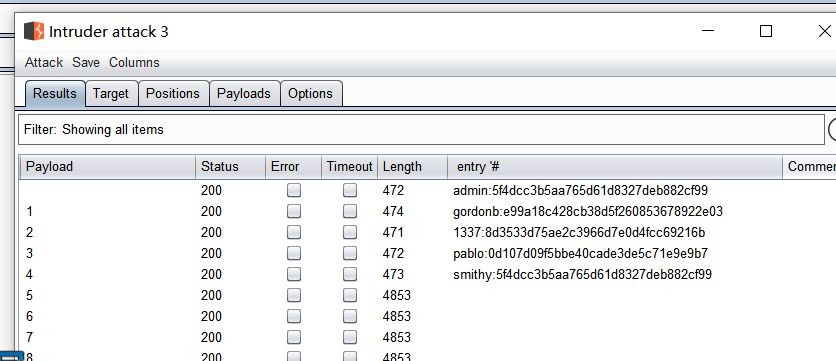 Intruder attack 3
Attack Save Columns
Results Target Positions Payloads Options
Filter: Showing all items
Payload Status Error Timeout Length entry '# Commer
200 472 admin:5f4dcc3b5aa765d61d8327deb882cf99
1 200 474 gordonb:e99a18c428cb38d5f260853678922e03
2 200 471 1337:8d3533d75ae2c3966d7e0d4fcc69216b
3 200 472 pablo:0d107d09f5bbe40cade3de5c71e9e9b7
4 200 473 smithy:5f4dcc3b5aa765d61d8327deb882cf99
5 200 4853
6 200 4853
7 200 4853
8 200 4853